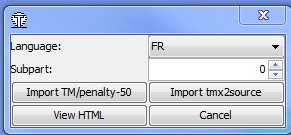 Language: FR
Subpart: 0
Import TM/penalty-50 Import tmx2source
View HTML Cancel